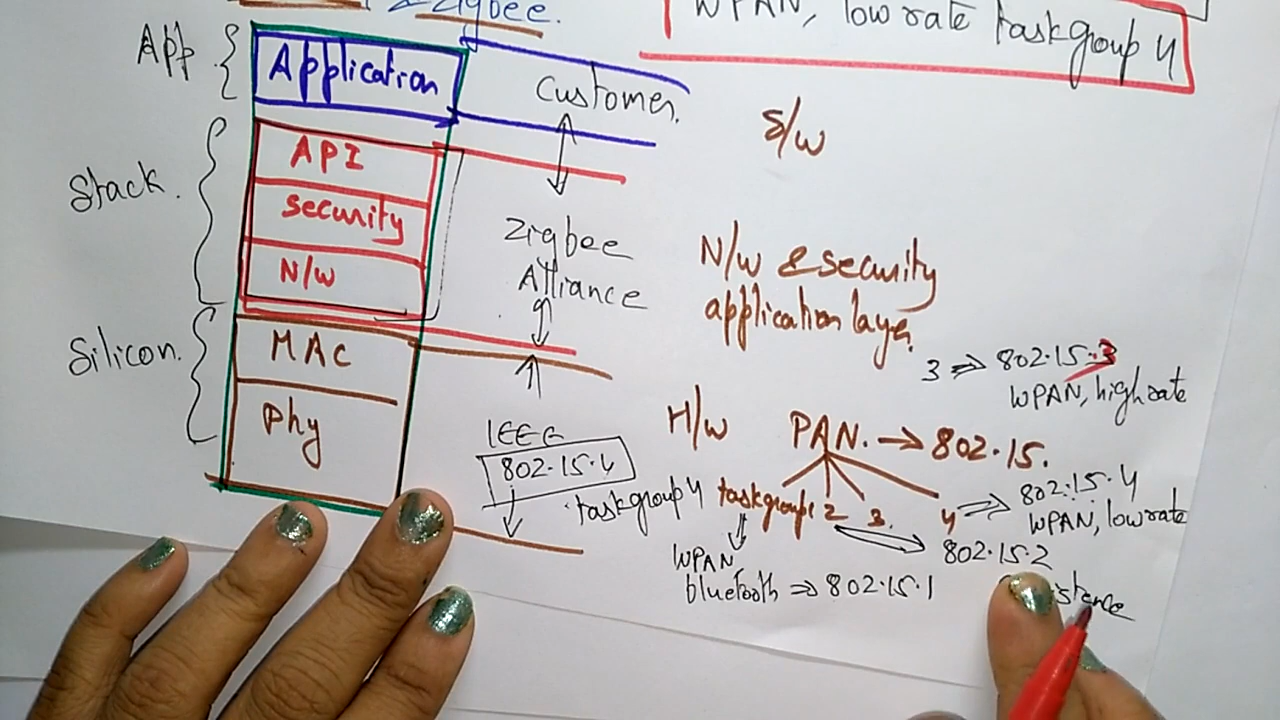 & Zigbee.
WPAN, low rate taskgroup 4
App
Application
Customer.
S/W
Stack.
API
security
N/W
Zigbee
Alliance
N/W & security
application layer
Silicon.
MAC
Phy
IEEE
802.15.4
taskgroup 4
H/W
PAN. → 802.15.
3 ⇒ 802.15.3
WPAN, high rate
taskgroup 1 2 3. 4 ⇒ 802.15.4
WPAN, low rate
802.15.2
WPAN
bluetooth ⇒ 802.15.1